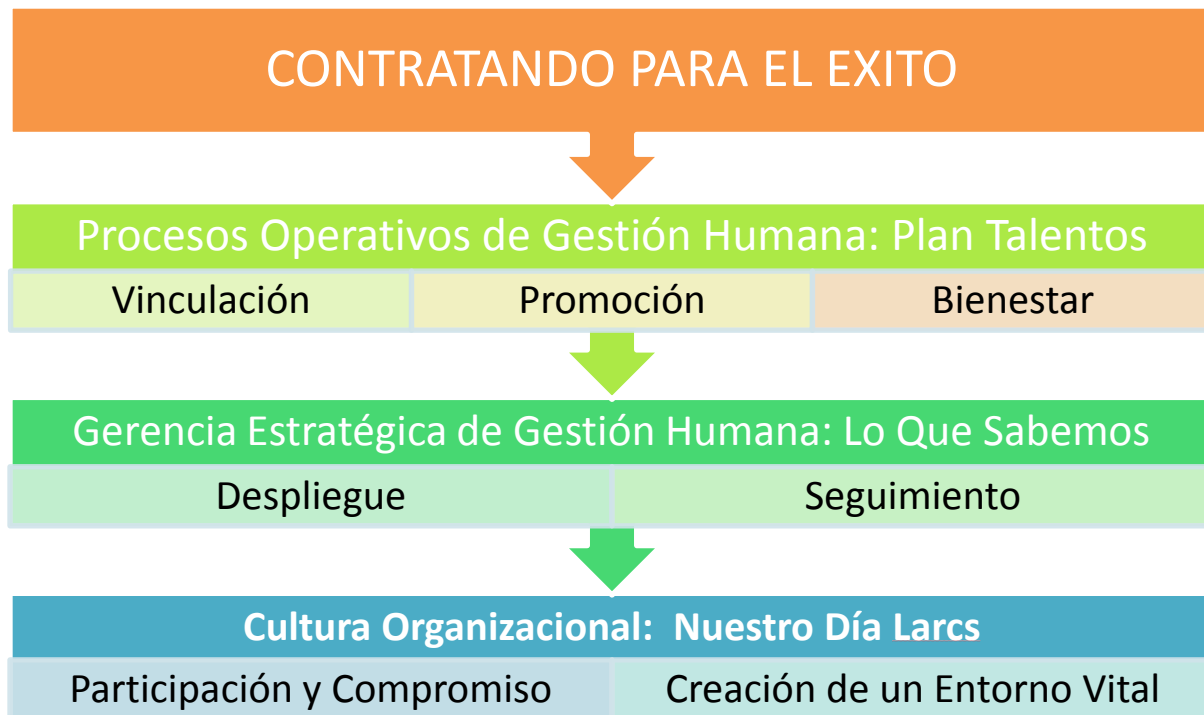 CONTRATANDO PARA EL EXITO
Procesos Operativos de Gestión Humana: Plan Talentos
Vinculación
Promoción
Bienestar
Gerencia Estratégica de Gestión Humana: Lo Que Sabemos
Despliegue
Seguimiento
Cultura Organizacional: Nuestro Día Larcs
Participación y Compromiso
Creación de un Entorno Vital